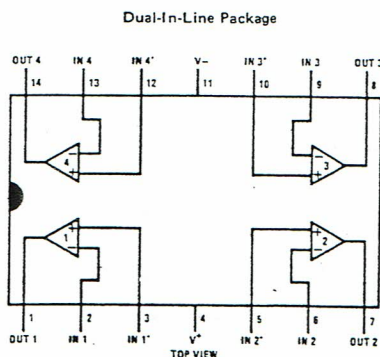 Dual-In-Line Package
OUT 4 IN 4⁻ IN 4⁺ V− IN 3⁺ IN 3⁻ OUT 3
14 13 12 11 10 9 8
4 3
1 2
1 2 3 4 5 6 7
OUT 1 IN 1⁻ IN 1⁺ V⁺ IN 2⁺ IN 2⁻ OUT 2
TOP VIEW